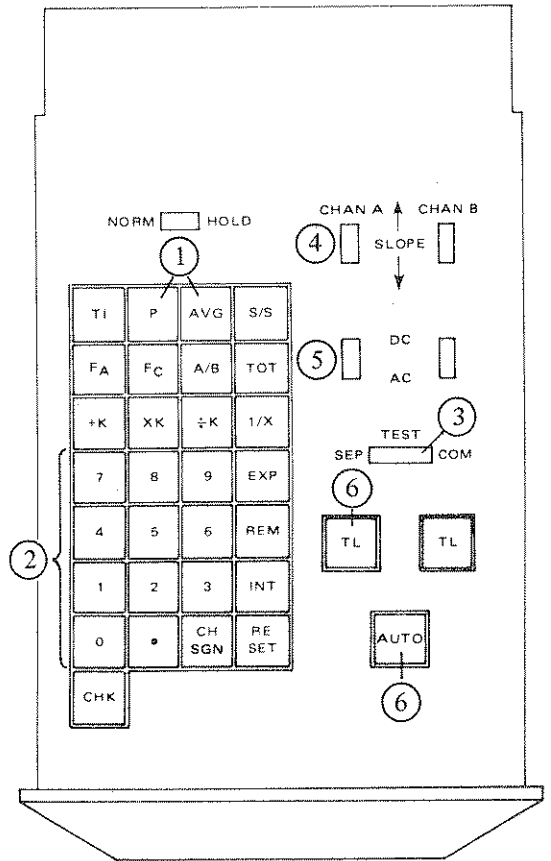 CHAN A CHAN B
NORM HOLD
4 SLOPE
1
TI P AVG S/S
FA FC A/B TOT
5 DC
AC
+K XK ÷K 1/X
3
TEST
SEP COM
7 8 9 EXP
6
4 5 6 REM
TL TL
2
1 2 3 INT
0 . CH SGN RE SET
AUTO
CHK
6